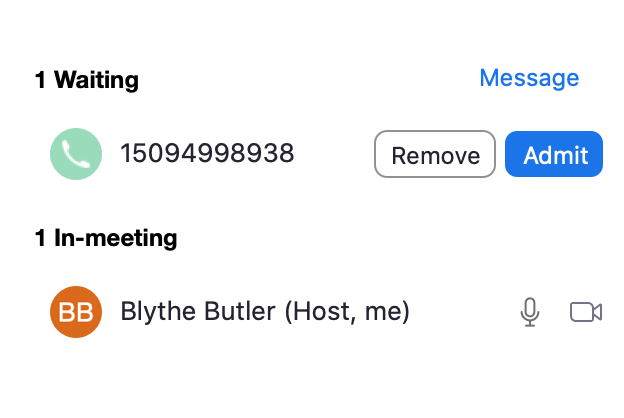 1 Waiting Message
15094998938 Remove Admit
1 In-meeting
BB Blythe Butler (Host, me)